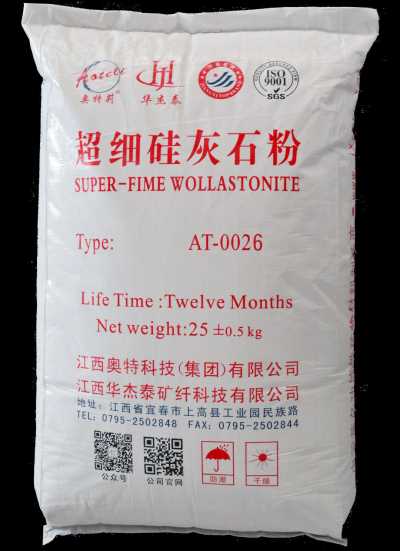 Aoteti
奥特利® 华杰泰
ISO
9001
SGS
超细硅灰石粉
SUPER-FIME WOLLASTONITE
Type: AT-0026
Life Time :Twelve Months
Net weight:25 ±0.5 kg
江西奥特科技(集团)有限公司
江西华杰泰矿纤科技有限公司
地址:江西省宜春市上高县工业园民族路
TEL: 0795-2502848 FAX: 0795-2502844
公众号 公司官网 防潮 干燥